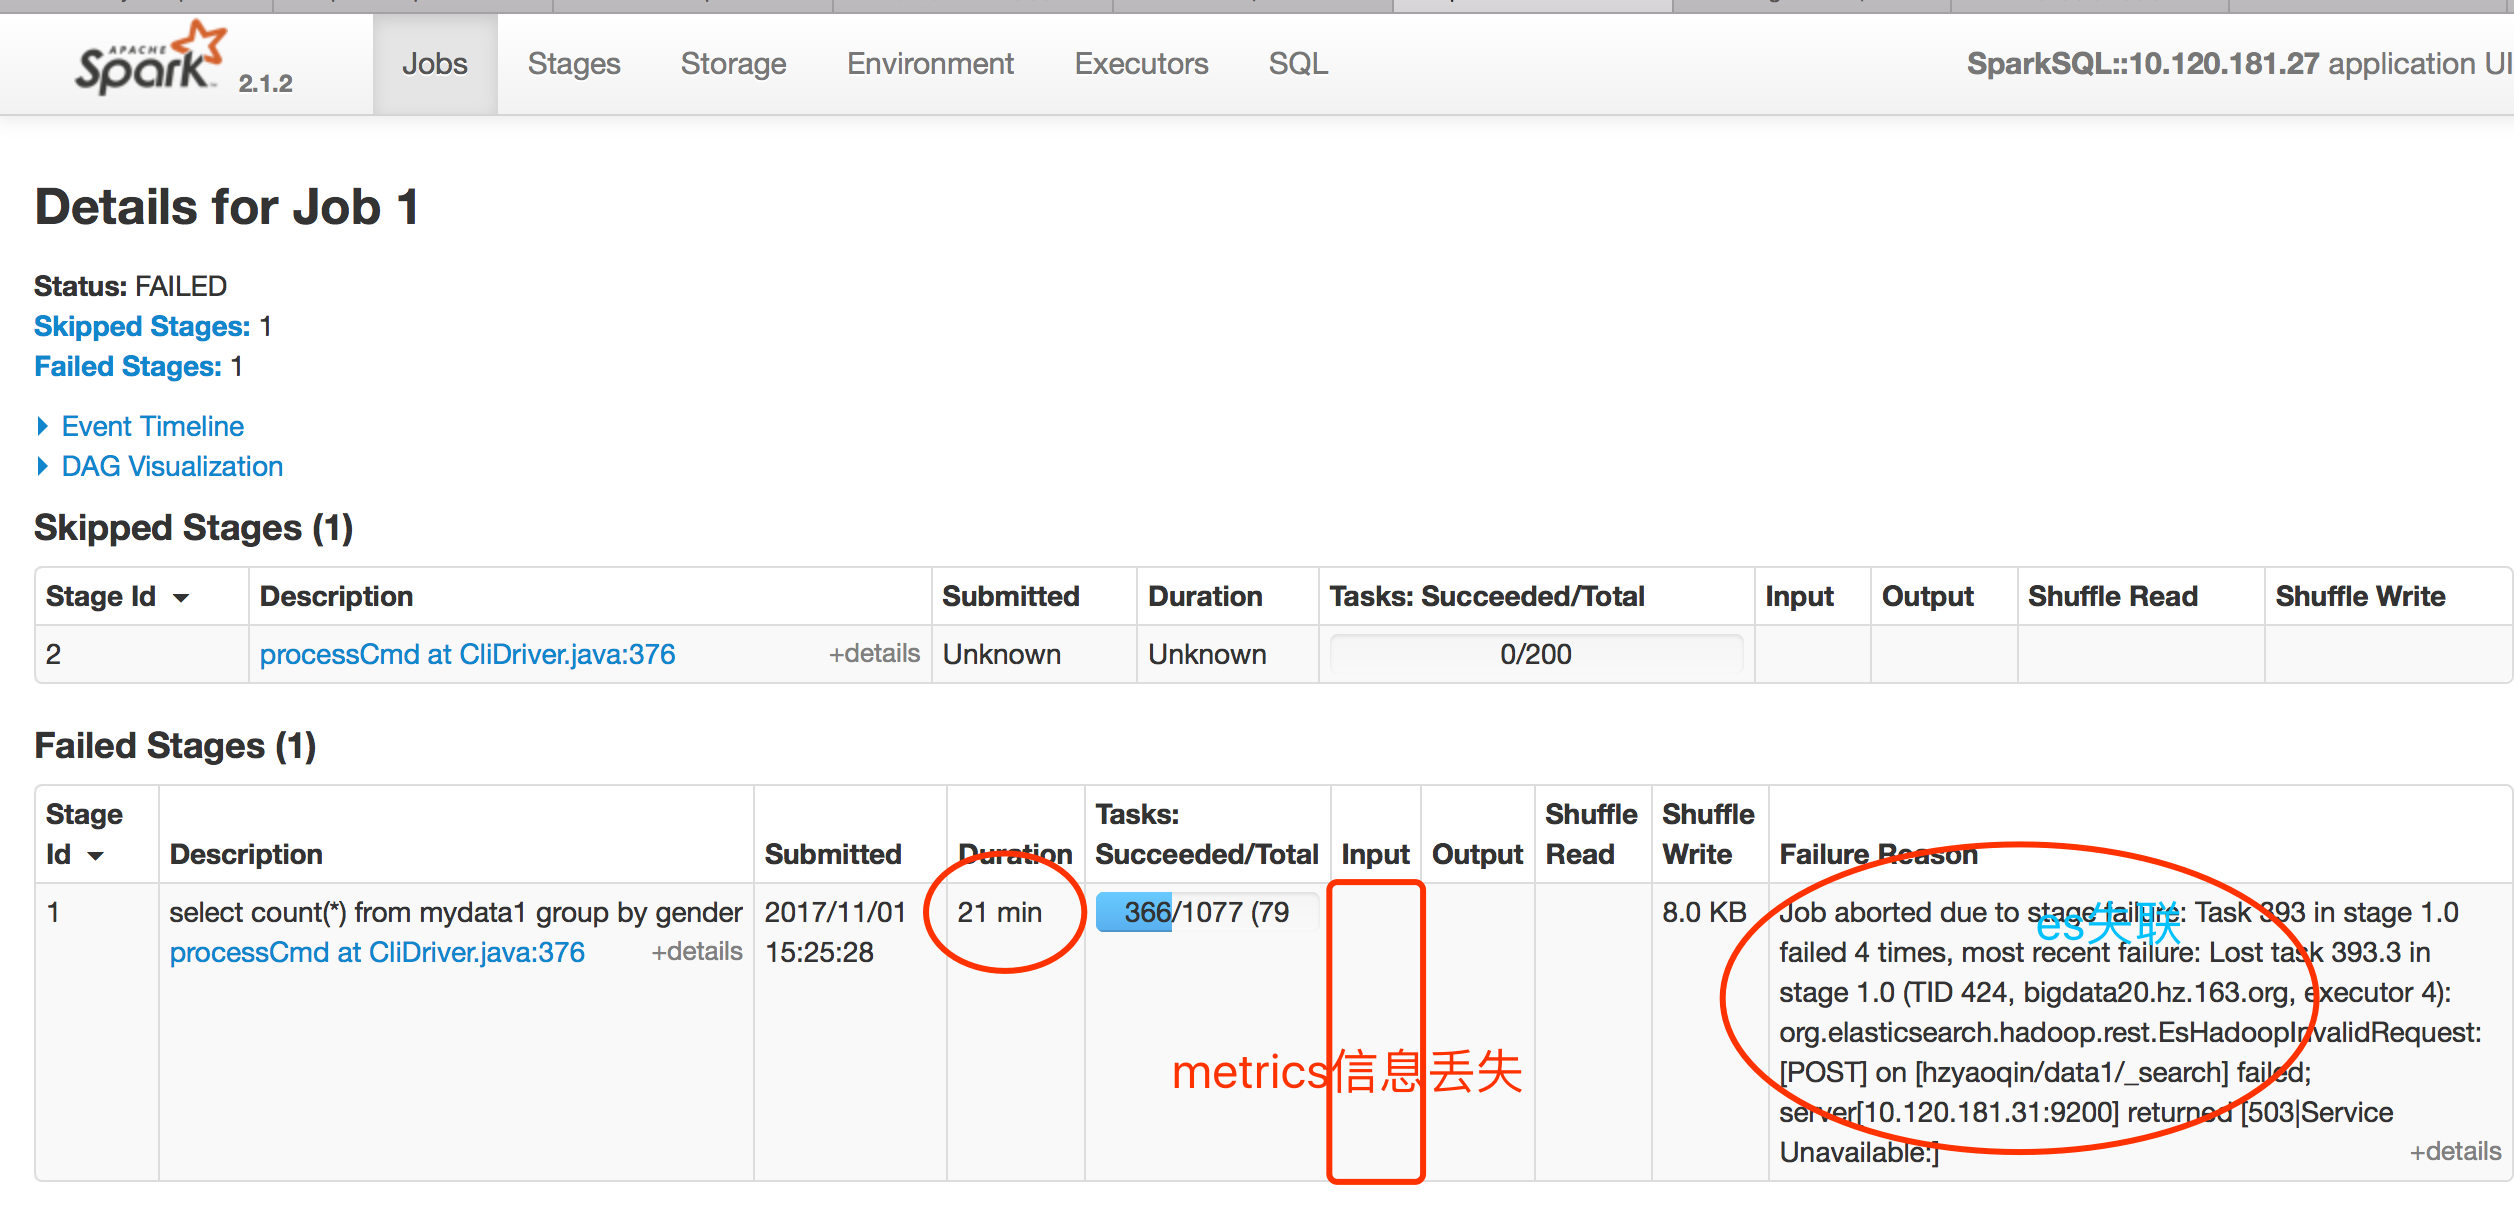 APACHE
Spark 2.1.2
Jobs Stages Storage Environment Executors SQL SparkSQL::10.120.181.27 application UI
Details for Job 1
Status: FAILED
Skipped Stages: 1
Failed Stages: 1
Event Timeline
DAG Visualization
Skipped Stages (1)
Stage Id Description Submitted Duration Tasks: Succeeded/Total Input Output Shuffle Read Shuffle Write
2 processCmd at CliDriver.java:376 +details Unknown Unknown 0/200
Failed Stages (1)
Stage Id Description Submitted Duration Tasks: Succeeded/Total Input Output Shuffle Read Shuffle Write Failure Reason
1 select count(*) from mydata1 group by gender
processCmd at CliDriver.java:376 +details
2017/11/01
15:25:28
21 min
366/1077 (79
8.0 KB
Job aborted due to stage failure: Task 393 in stage 1.0
failed 4 times, most recent failure: Lost task 393.3 in
stage 1.0 (TID 424, bigdata20.hz.163.org, executor 4):
org.elasticsearch.hadoop.rest.EsHadoopInvalidRequest:
[POST] on [hzyaoqin/data1/_search] failed;
server[10.120.181.31:9200] returned [503|Service
Unavailable:]
+details
es失联
metrics信息丢失